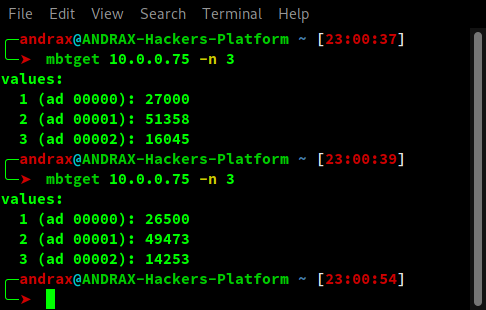 File Edit View Search Terminal Help
andrax@ANDRAX-Hackers-Platform ~ [23:00:37]
➤ mbtget 10.0.0.75 -n 3
values:
1 (ad 00000): 27000
2 (ad 00001): 51358
3 (ad 00002): 16045
andrax@ANDRAX-Hackers-Platform ~ [23:00:39]
➤ mbtget 10.0.0.75 -n 3
values:
1 (ad 00000): 26500
2 (ad 00001): 49473
3 (ad 00002): 14253
andrax@ANDRAX-Hackers-Platform ~ [23:00:54]
➤